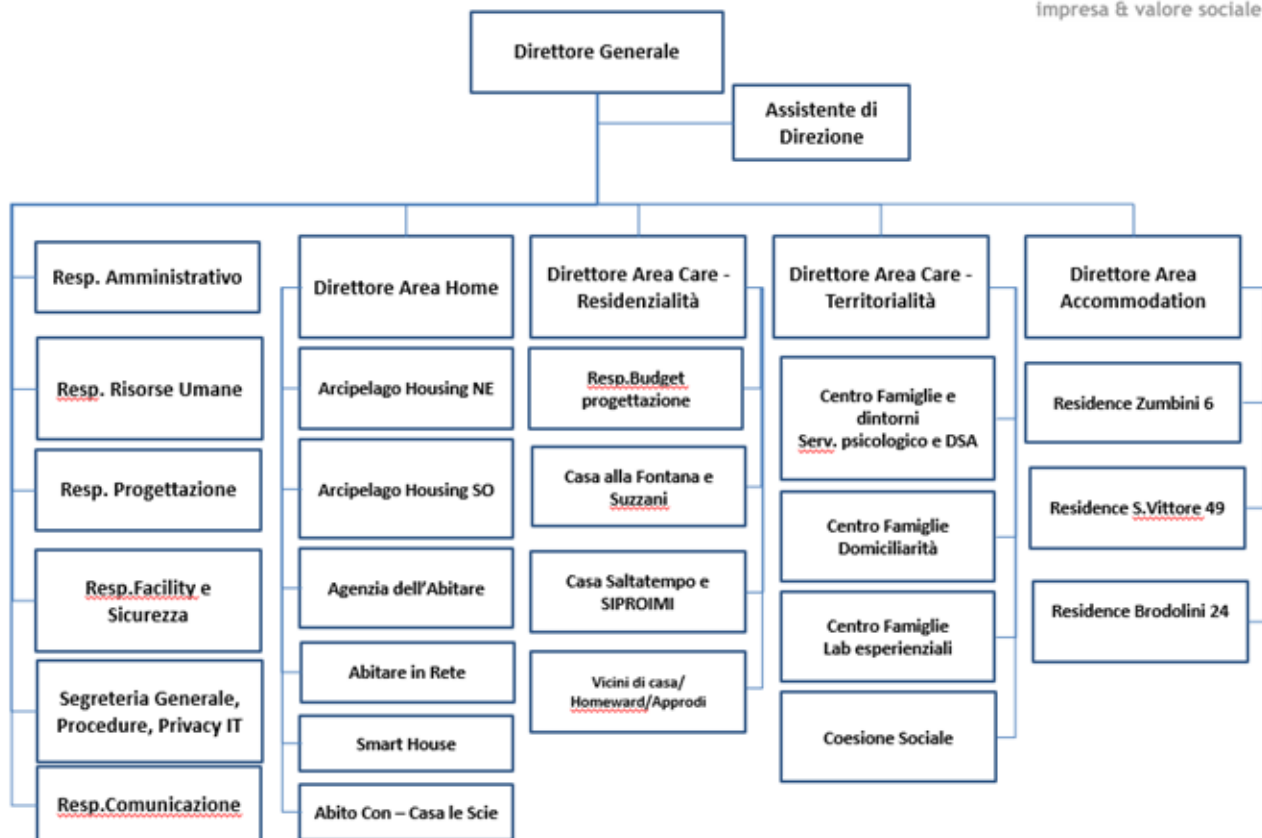 impresa & valore sociale
Direttore Generale
Assistente di
Direzione
Resp. Amministrativo
Resp. Risorse Umane
Resp. Progettazione
Resp.Facility e
Sicurezza
Segreteria Generale,
Procedure, Privacy IT
Resp.Comunicazione
Direttore Area Home
Arcipelago Housing NE
Arcipelago Housing SO
Agenzia dell'Abitare
Abitare in Rete
Smart House
Abito Con – Casa le Scie
Direttore Area Care -
Residenzialità
Resp.Budget
progettazione
Casa alla Fontana e
Suzzani
Casa Saltatempo e
SIPROIMI
Vicini di casa/
Homeward/Approdi
Direttore Area Care -
Territorialità
Centro Famiglie e
dintorni
Serv. psicologico e DSA
Centro Famiglie
Domiciliarità
Centro Famiglie
Lab esperienziali
Coesione Sociale
Direttore Area
Accommodation
Residence Zumbini 6
Residence S.Vittore 49
Residence Brodolini 24